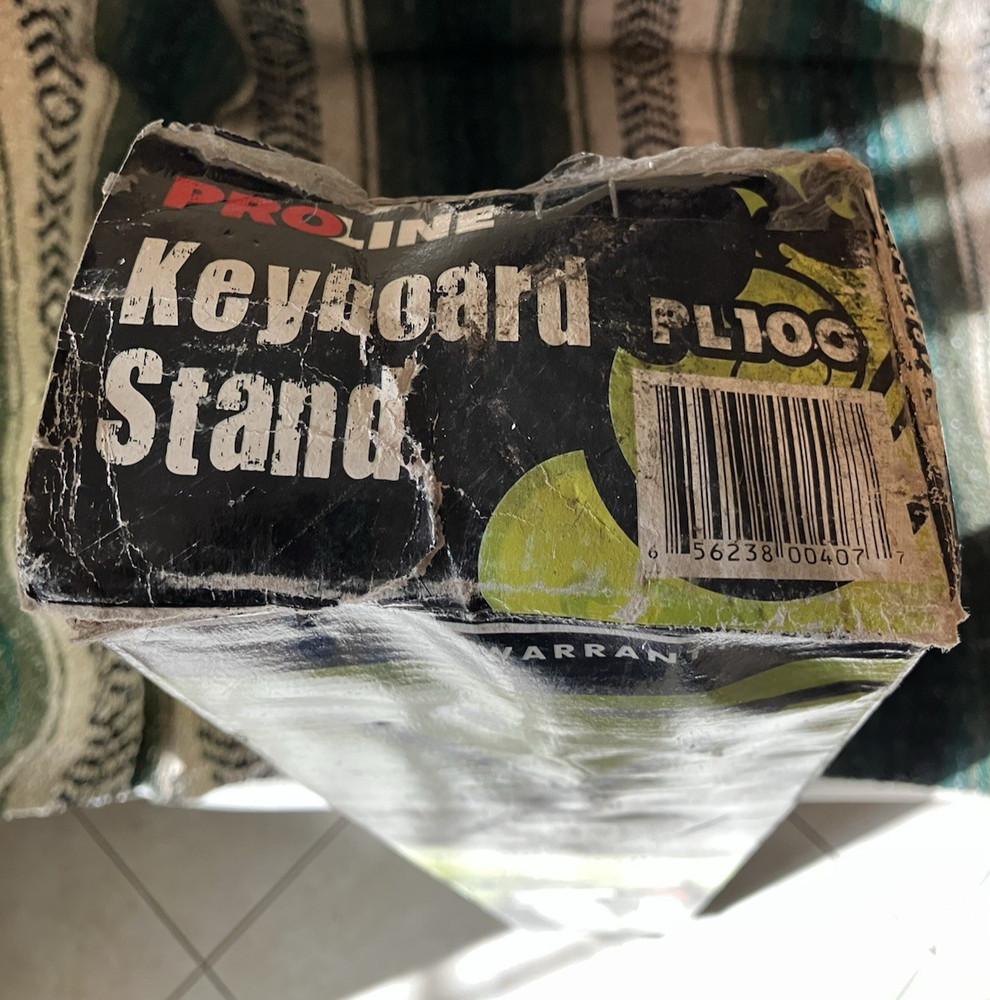 PROLINE
Keyboard
Stand
PL100
6 56238 00407 7
WARRANT